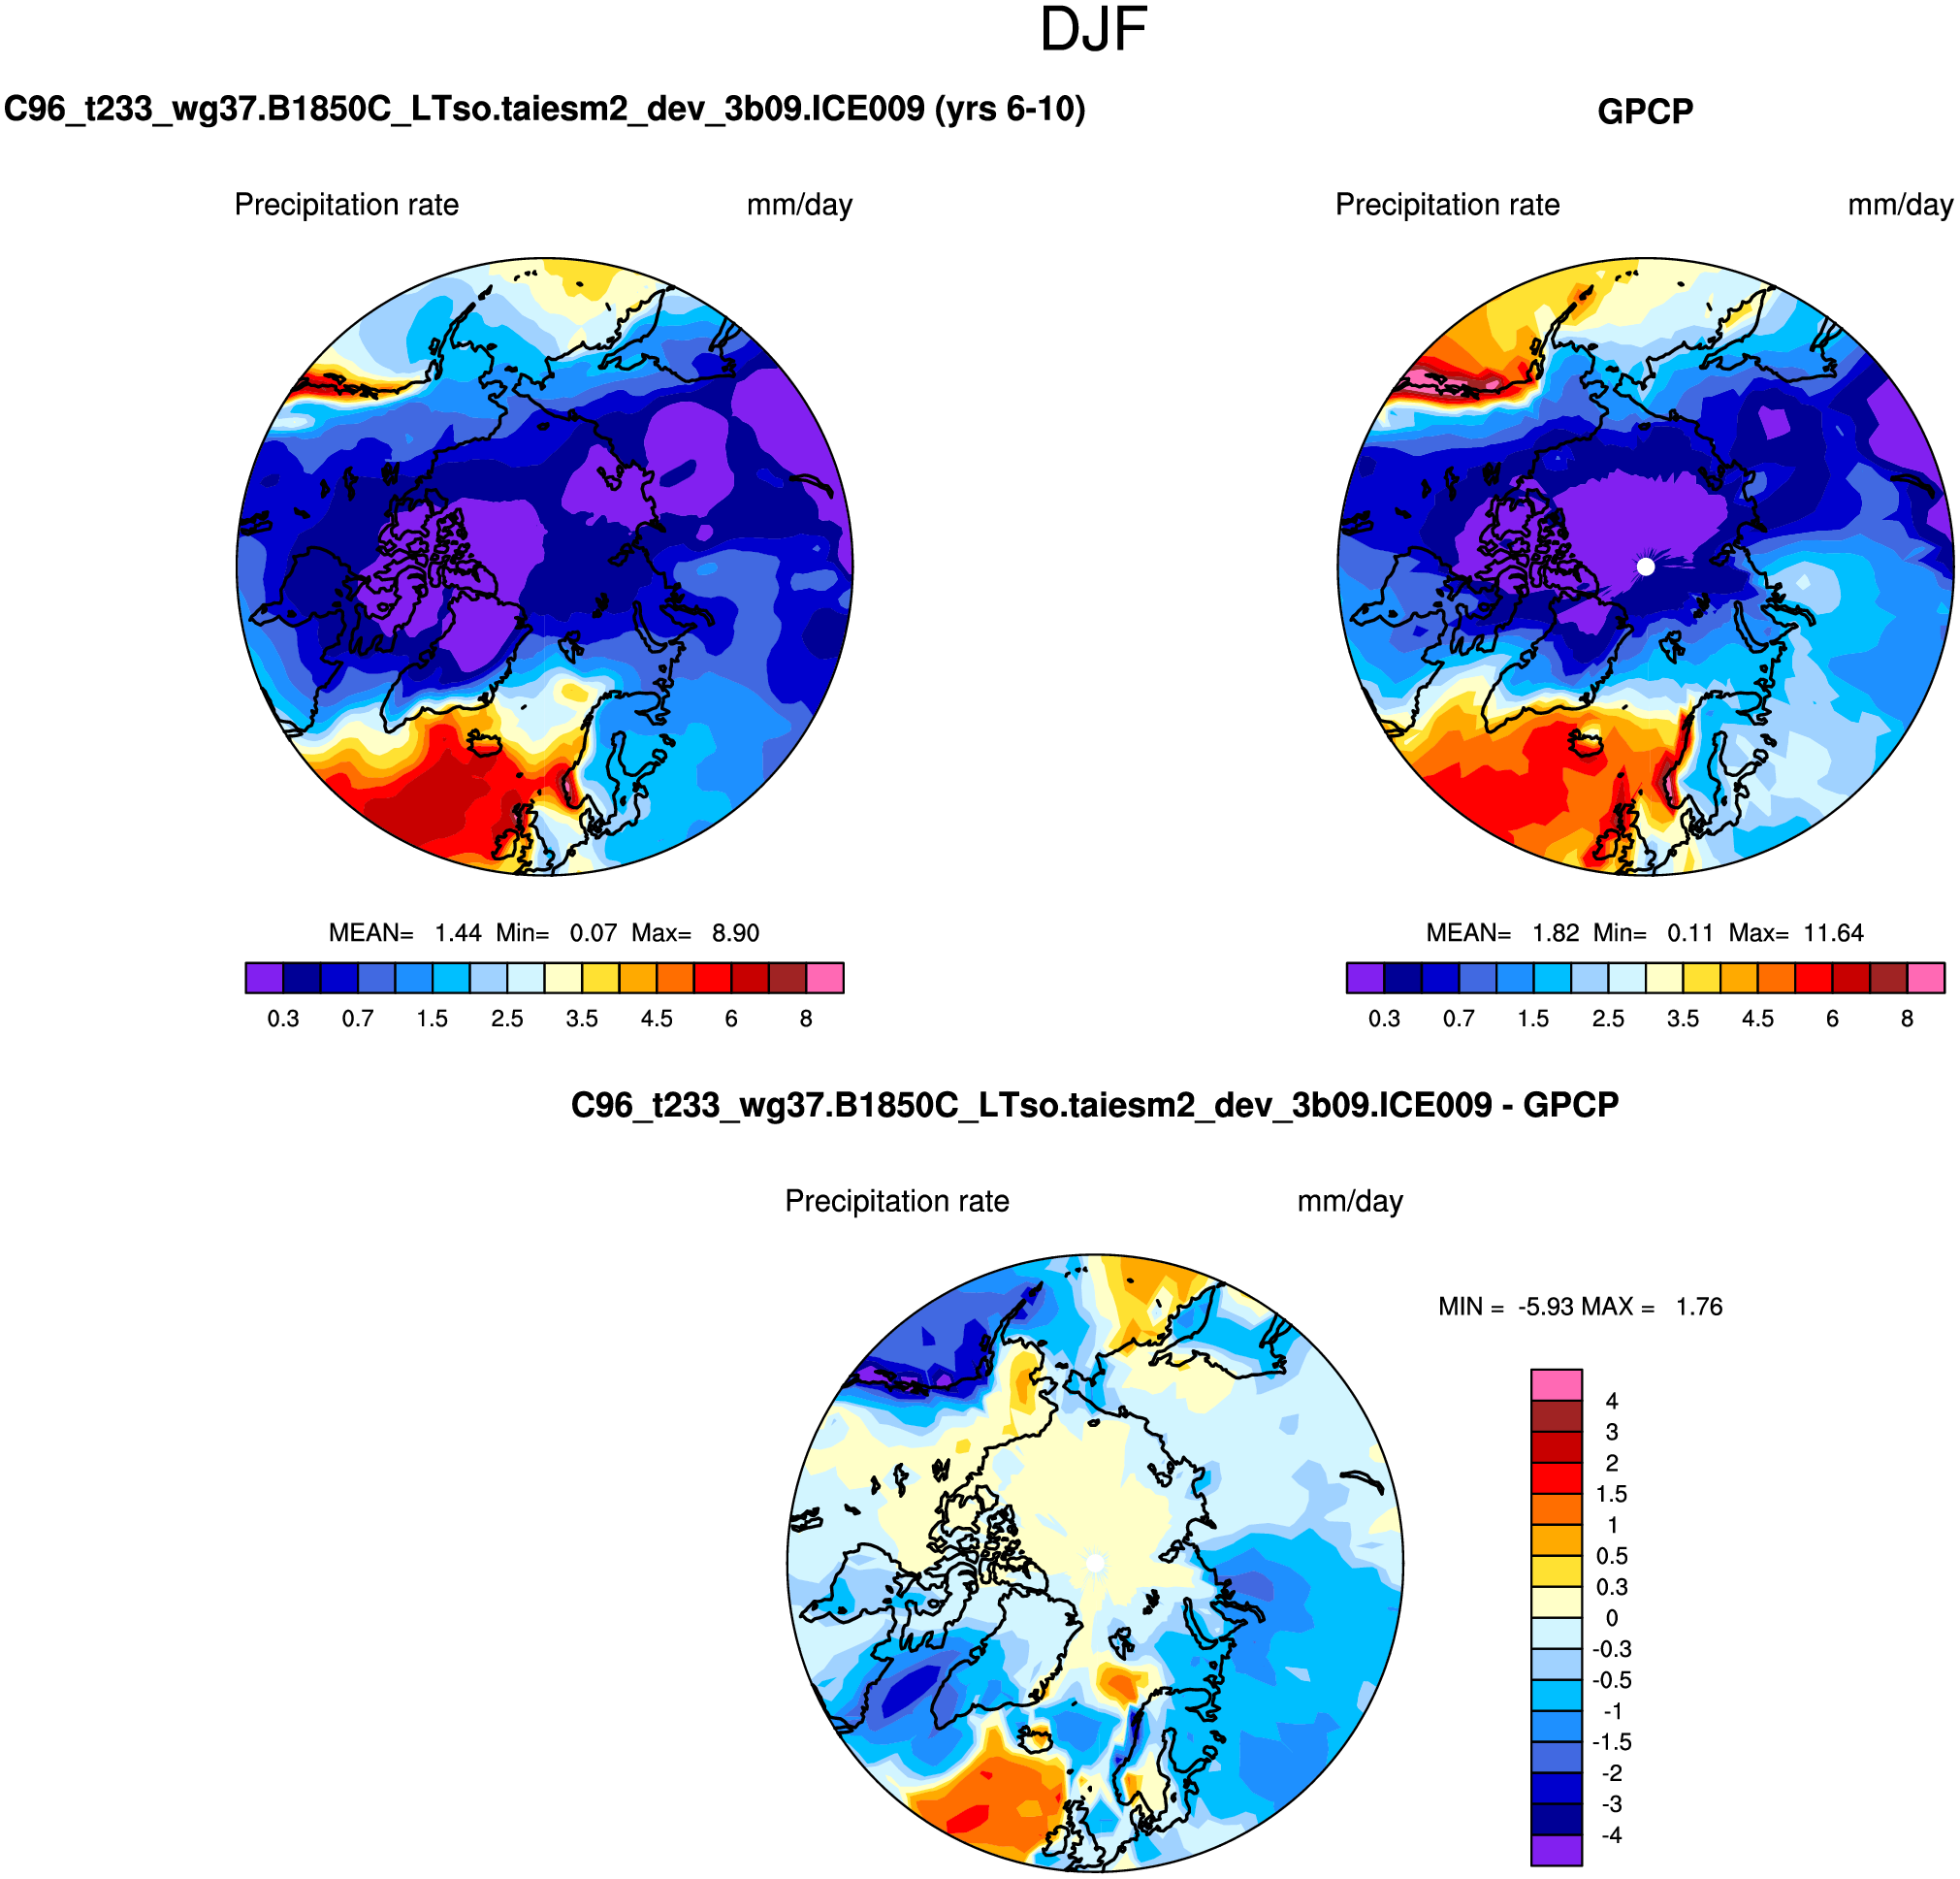 DJF
C96_t233_wg37.B1850C_LTso.taiesm2_dev_3b09.ICE009 (yrs 6-10)
GPCP
Precipitation rate mm/day
Precipitation rate mm/day
MEAN= 1.44 Min= 0.07 Max= 8.90
MEAN= 1.82 Min= 0.11 Max= 11.64
0.3 0.7 1.5 2.5 3.5 4.5 6 8
0.3 0.7 1.5 2.5 3.5 4.5 6 8
C96_t233_wg37.B1850C_LTso.taiesm2_dev_3b09.ICE009 - GPCP
Precipitation rate mm/day
MIN = -5.93 MAX = 1.76
4
3
2
1.5
1
0.5
0.3
0
-0.3
-0.5
-1
-1.5
-2
-3
-4